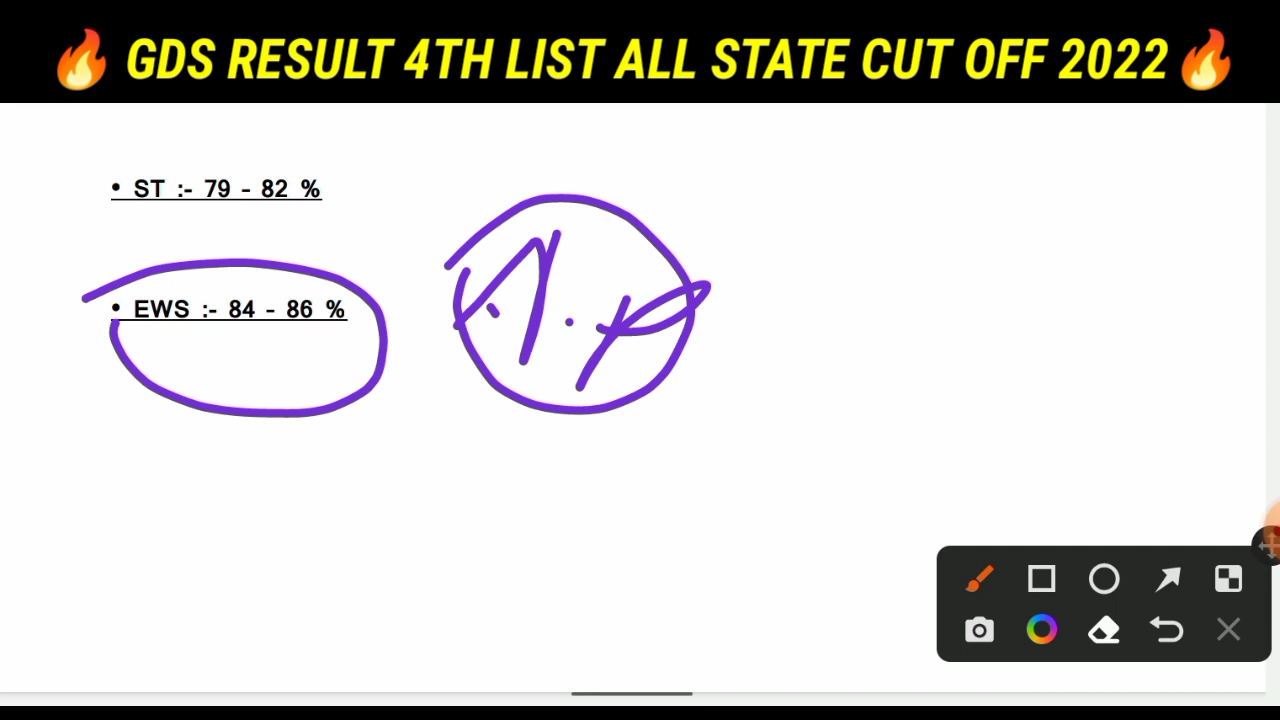 🔥 GDS RESULT 4TH LIST ALL STATE CUT OFF 2022 🔥
• ST :- 79 - 82 %
• EWS :- 84 - 86 %